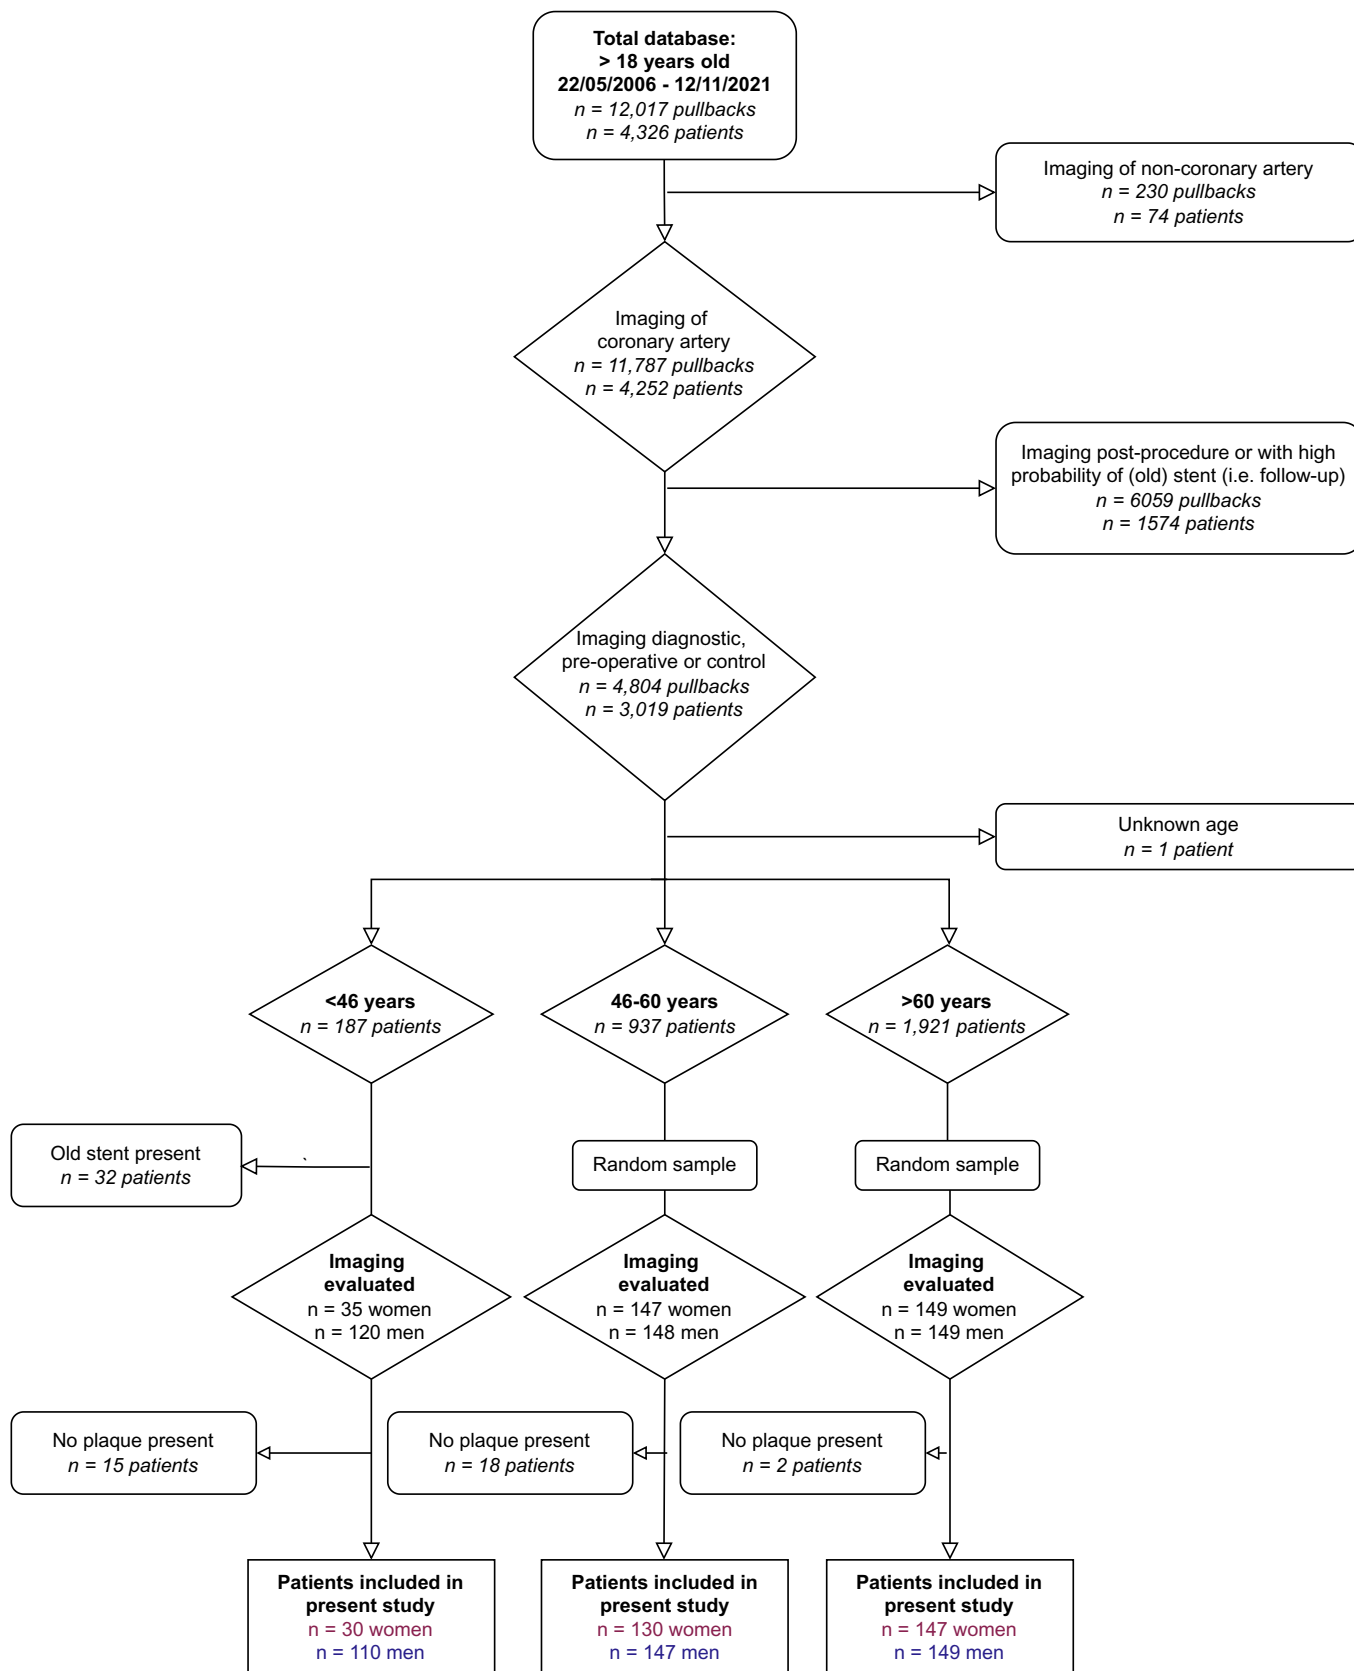 Total database:
> 18 years old
22/05/2006 - 12/11/2021
n = 12,017 pullbacks
n = 4,326 patients
Imaging of non-coronary artery
n = 230 pullbacks
n = 74 patients
Imaging of
coronary artery
n = 11,787 pullbacks
n = 4,252 patients
Imaging post-procedure or with high
probability of (old) stent (i.e. follow-up)
n = 6059 pullbacks
n = 1574 patients
Imaging diagnostic,
pre-operative or control
n = 4,804 pullbacks
n = 3,019 patients
Unknown age
n = 1 patient
<46 years
n = 187 patients
46-60 years
n = 937 patients
>60 years
n = 1,921 patients
Old stent present
n = 32 patients
Random sample
Random sample
Imaging
evaluated
n = 35 women
n = 120 men
Imaging
evaluated
n = 147 women
n = 148 men
Imaging
evaluated
n = 149 women
n = 149 men
No plaque present
n = 15 patients
No plaque present
n = 18 patients
No plaque present
n = 2 patients
Patients included in
present study
n = 30 women
n = 110 men
Patients included in
present study
n = 130 women
n = 147 men
Patients included in
present study
n = 147 women
n = 149 men